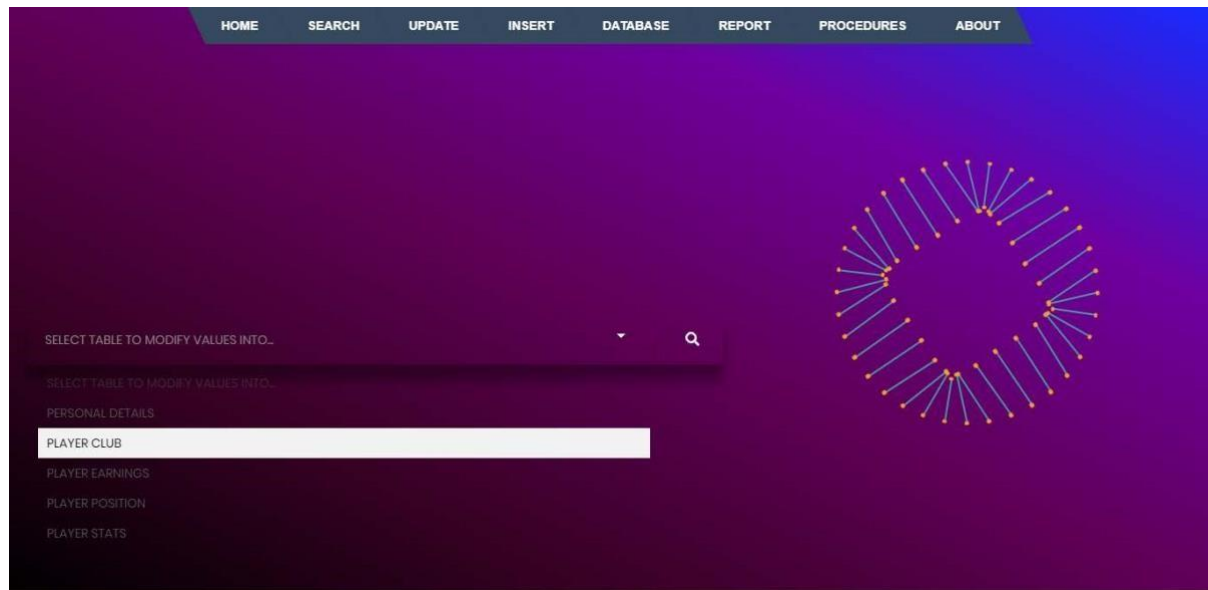 HOME SEARCH UPDATE INSERT DATABASE REPORT PROCEDURES ABOUT
SELECT TABLE TO MODIFY VALUES INTO...
SELECT TABLE TO MODIFY VALUES INTO...
PERSONAL DETAILS
PLAYER CLUB
PLAYER EARNINGS
PLAYER POSITION
PLAYER STATS